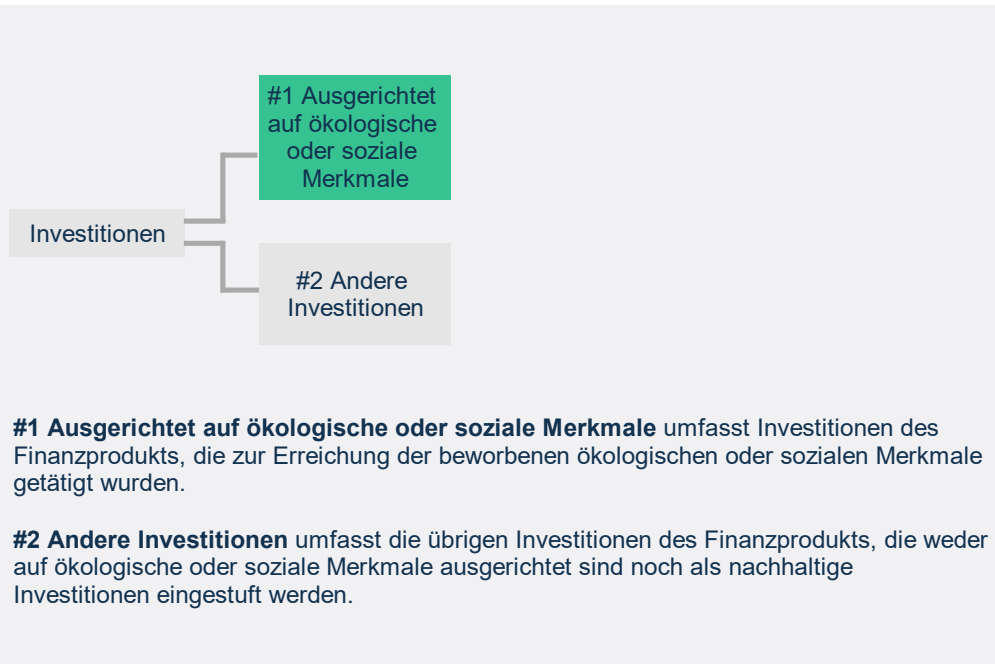 #1 Ausgerichtet
auf ökologische
oder soziale
Merkmale
Investitionen
#2 Andere
Investitionen
#1 Ausgerichtet auf ökologische oder soziale Merkmale umfasst Investitionen des
Finanzprodukts, die zur Erreichung der beworbenen ökologischen oder sozialen Merkmale
getätigt wurden.
#2 Andere Investitionen umfasst die übrigen Investitionen des Finanzprodukts, die weder
auf ökologische oder soziale Merkmale ausgerichtet sind noch als nachhaltige
Investitionen eingestuft werden.